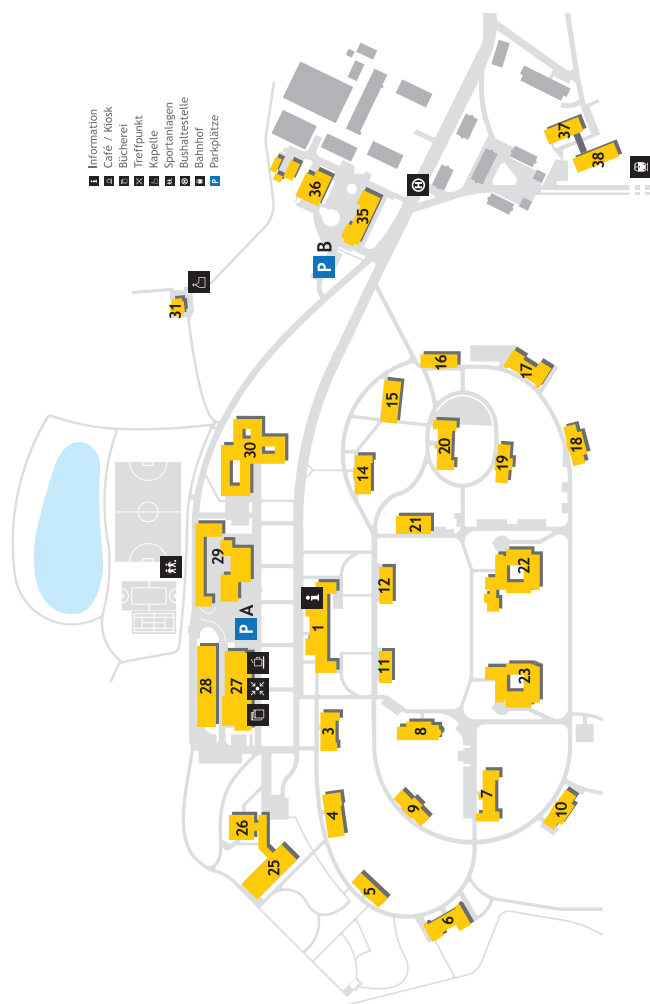 Information
Café / Kiosk
Bücherei
Treffpunkt
Kapelle
Sportanlagen
Bushaltestelle
Bahnhof
P Parkplätze
31
36
35
P B
H
37
38
30
29
P A
28
27
26
25
1
3
4
5
6
7
8
9
10
11
12
14
15
16
17
18
19
20
21
22
23